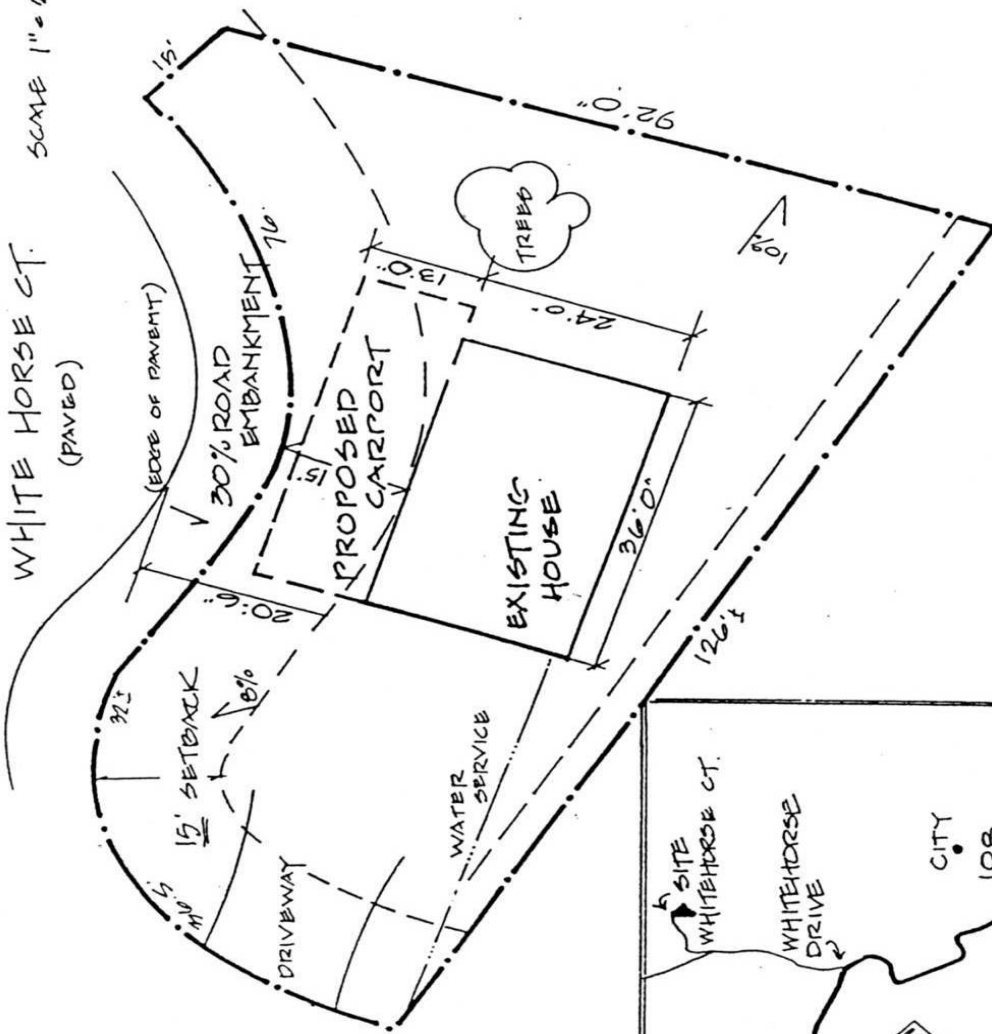 WHITE HORSE CT.
(PAVED)
SCALE 1"=
(EDGE OF PAVEMT)
30% ROAD
EMBANKMENT
76'
15'
92'0"
TREES
10%
13'0"
24'0"
PROPOSED
CARPORT
15'
20'6"
EXISTING
HOUSE
36'0"
126'±
32'±
15' SETBACK
8%
DRIVEWAY
WATER
SERVICE
SITE
WHITEHORSE CT.
WHITEHORSE
DRIVE
CITY
108